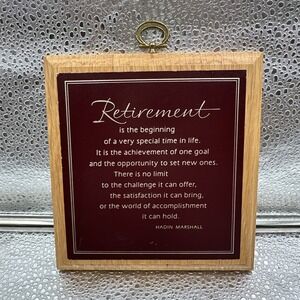 Retirement
is the beginning
of a very special time in life.
It is the achievement of one goal
and the opportunity to set new ones.
There is no limit
to the challenge it can offer,
the satisfaction it can bring,
or the world of accomplishment
it can hold.
HADIN MARSHALL